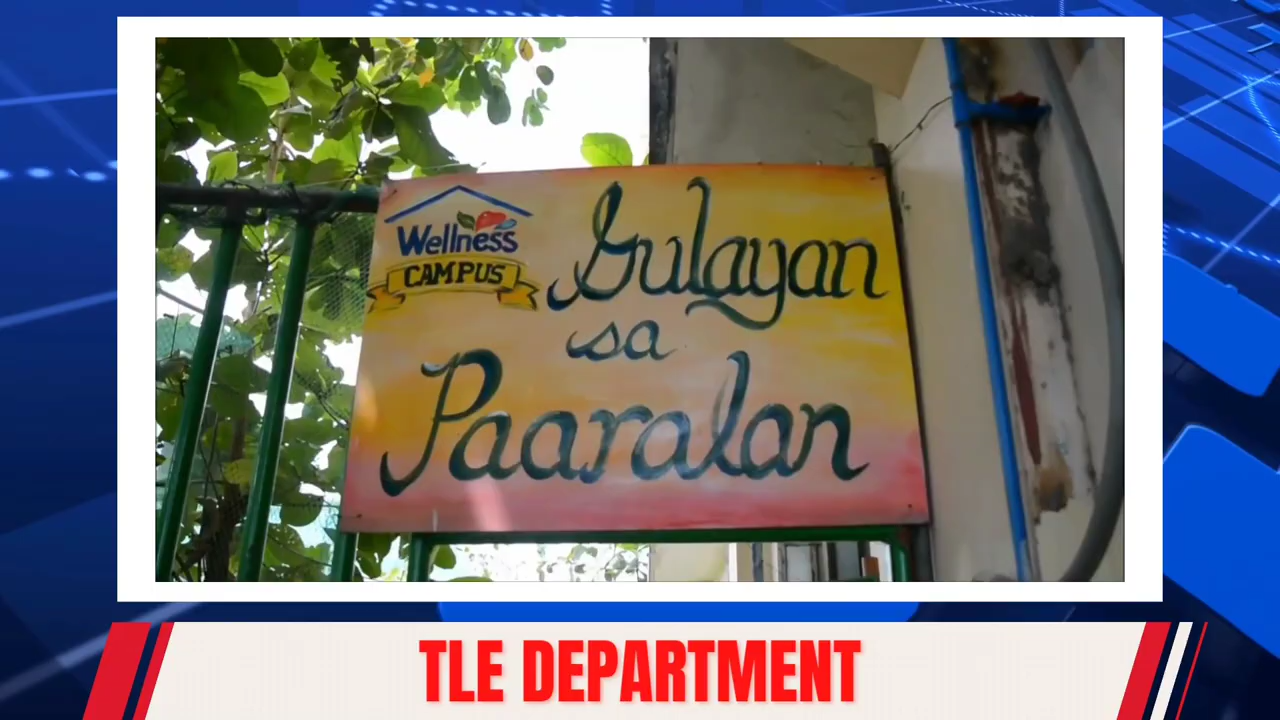 Wellness
CAMPUS
Gulayan
sa
Paaralan
TLE DEPARTMENT